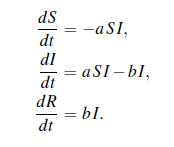 dS/dt = −aSI,
dI/dt = aSI − bI,
dR/dt = bI.